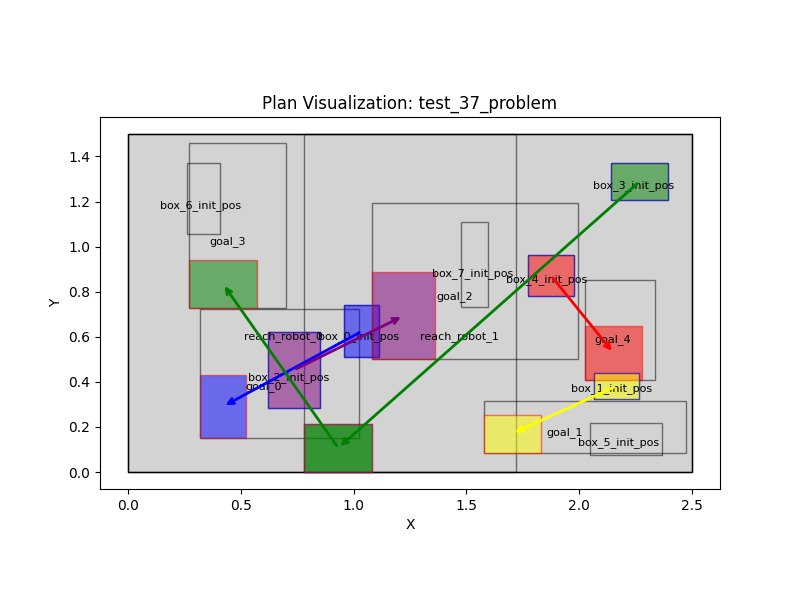 Plan Visualization: test_37_problem
box_3_init_pos
box_6_init_pos
goal_3
box_7_init_pos
box_4_init_pos
goal_2
reach_robot_0
box_0_init_pos
reach_robot_1
goal_4
box_2_init_pos
goal_0
box_1_init_pos
goal_1
box_5_init_pos
Y
1.4
1.2
1.0
0.8
0.6
0.4
0.2
0.0
0.0 0.5 1.0 1.5 2.0 2.5
X